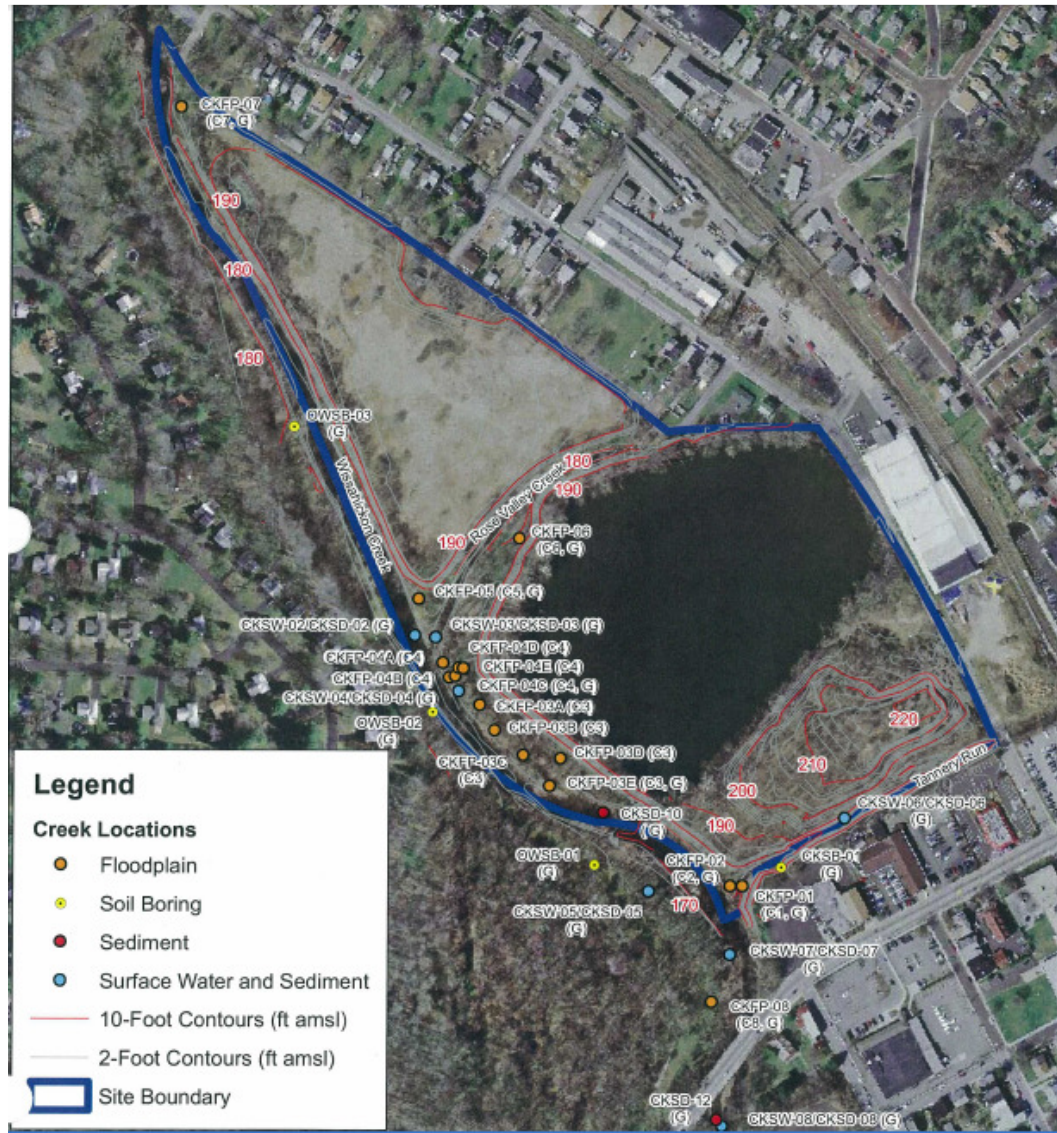 CKFP-07
(C7, G)
190
180
180
OWSB-03
(G)
Wissahickon Creek
180
Rose Valley Creek
190
190
CKFP-06
(C6, G)
CKFP-05 (C5, G)
CKSW-02/CKSD-02 (G)
CKSW-03/CKSD-03 (G)
CKFP-04D (C4)
CKFP-04A (C4)
CKFP-04E (C4)
CKFP-04B (C4)
CKFP-04C (C4, G)
CKSW-04/CKSD-04 (G)
CKFP-03A (C3)
OWSB-02
(G)
CKFP-03B (C3)
CKFP-03D (C3)
CKFP-03C
(C3)
CKFP-03E (C3, G)
220
210
200
190
Tannery Run
CKSW-06/CKSD-06
(G)
CKSD-10
(G)
OWSB-01
(G)
CKFP-02
(C2, G)
CKSB-01
(G)
CKFP-01
(C1, G)
170
CKSW-05/CKSD-05
(G)
CKSW-07/CKSD-07
(G)
CKFP-08
(C8, G)
CKSD-12
(G)
CKSW-08/CKSD-08 (G)
Legend
Creek Locations
Floodplain
Soil Boring
Sediment
Surface Water and Sediment
10-Foot Contours (ft amsl)
2-Foot Contours (ft amsl)
Site Boundary